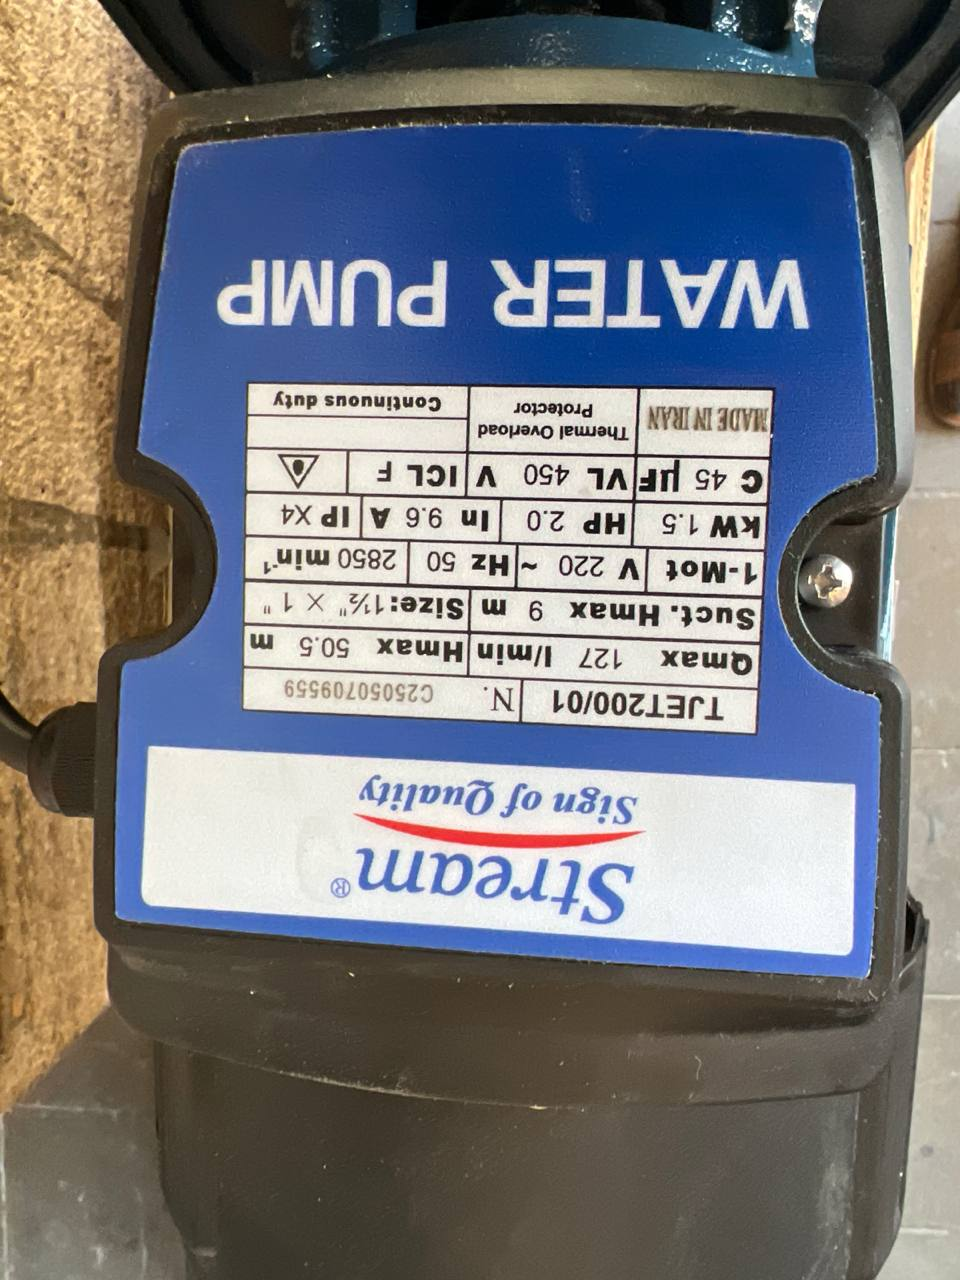 Stream®
Sign of Quality
TJET200/01 N. C2505709559
Qmax 127 l/min Hmax 50.5 m
Suct. Hmax 9 m Size:1½" X 1 "
1-Mot V 220 ~ Hz 50 2850 min⁻¹
kW 1.5 HP 2.0 In 9.6 A IP X4
C 45 µF VL 450 V ICL F
MADE IN IRAN Thermal Overload
Protector Continuous duty
WATER PUMP